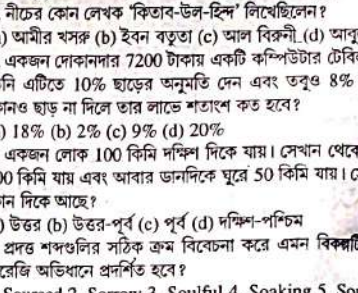 নীচের কোন লেখক 'কিতাব-উল-হিন্দ' লিখেছিলেন?
) আমীর খসরু (b) ইবন বতুতা (c) আল বিরুনী (d) আবু
একজন দোকানদার 7200 টাকায় একটি কম্পিউটার টেবি
নি এটিতে 10% ছাড়ের অনুমতি দেন এবং তবুও 8%
নও ছাড় না দিলে তার লাভে শতাংশ কত হবে?
) 18% (b) 2% (c) 9% (d) 20%
একজন লোক 100 কিমি দক্ষিণ দিকে যায়। সেখান থেকে
00 কিমি যায় এবং আবার ডানদিকে ঘুরে 50 কিমি যায়।
ন দিকে আছে?
) উত্তর (b) উত্তর-পূর্ব (c) পূর্ব (d) দক্ষিণ-পশ্চিম
প্রদত্ত শব্দগুলির সঠিক ক্রম বিবেচনা করে এমন বিকল্পটি
রেজি অভিধানে প্রদর্শিত হবে?